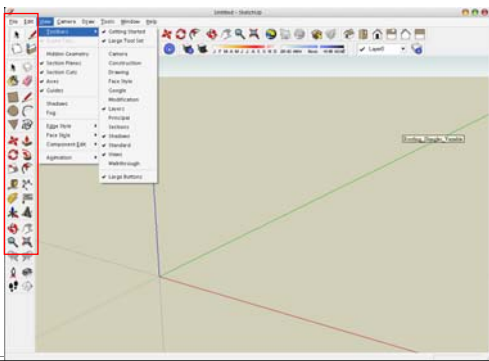 Untitled - SketchUp
File Edit View Camera Draw Tools Window Help
Toolbars
Hidden Geometry
Section Planes
Section Cuts
Axes
Guides
Shadows
Fog
Edge Style
Face Style
Component Edit
Animation
Getting Started
Large Tool Set
Camera
Construction
Drawing
Face Style
Google
Modification
Layers
Principal
Sections
Shadows
Standard
Views
Walkthrough
Large Buttons
J F M A M J J A S O N D
Noon
Layer0